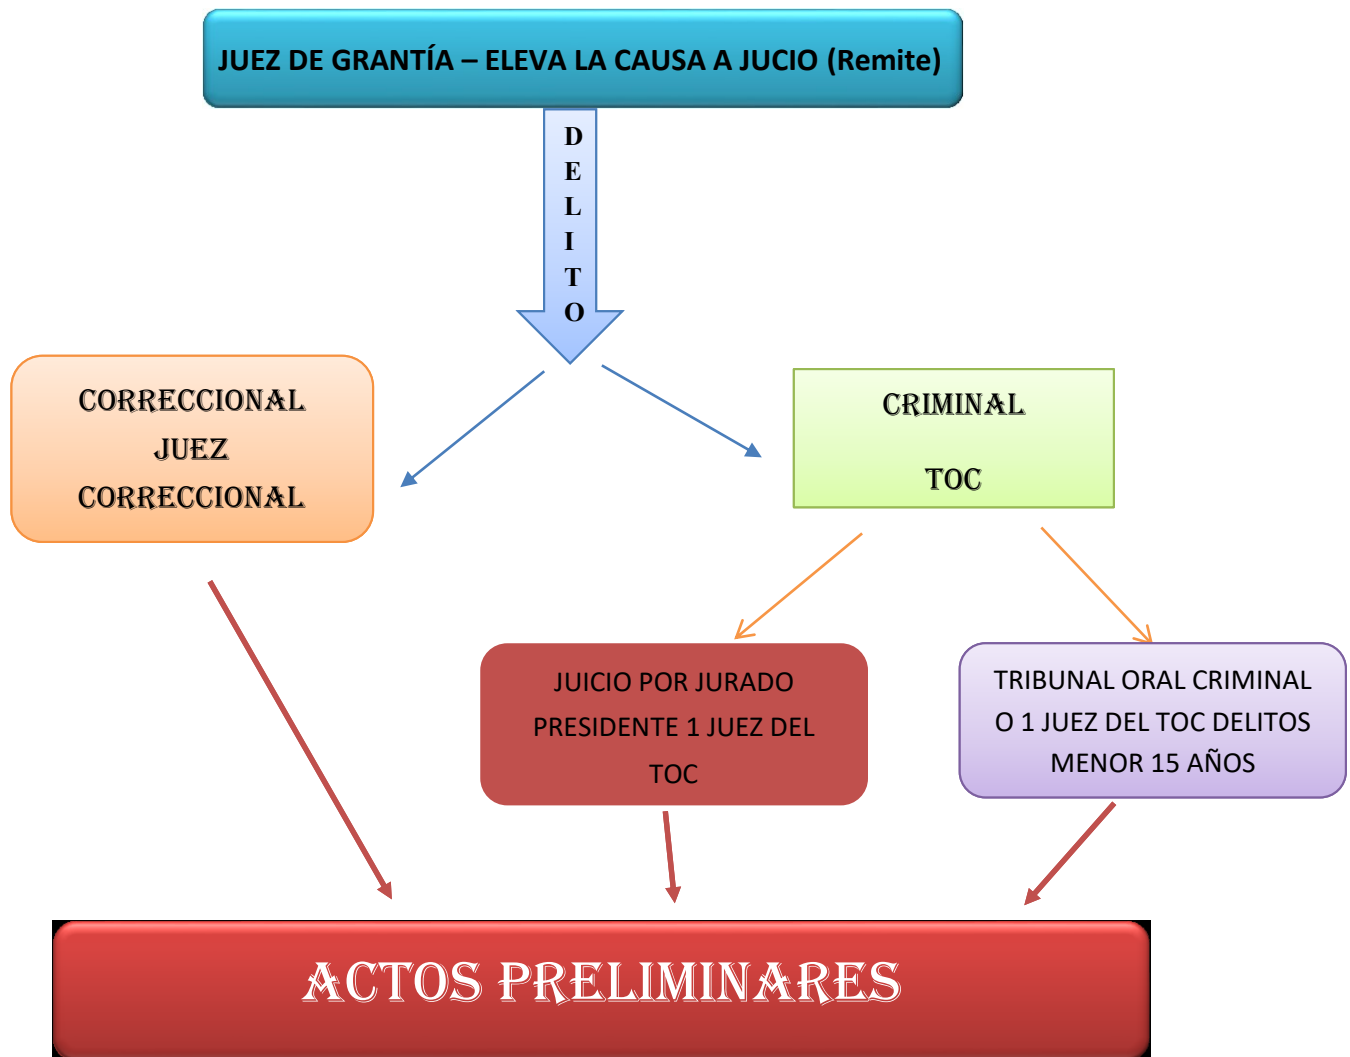 JUEZ DE GRANTÍA – ELEVA LA CAUSA A JUCIO (Remite)
D
E
L
I
T
O
CORRECCIONAL
JUEZ
CORRECCIONAL
CRIMINAL
TOC
JUICIO POR JURADO
PRESIDENTE 1 JUEZ DEL
TOC
TRIBUNAL ORAL CRIMINAL
O 1 JUEZ DEL TOC DELITOS
MENOR 15 AÑOS
ACTOS PRELIMINARES